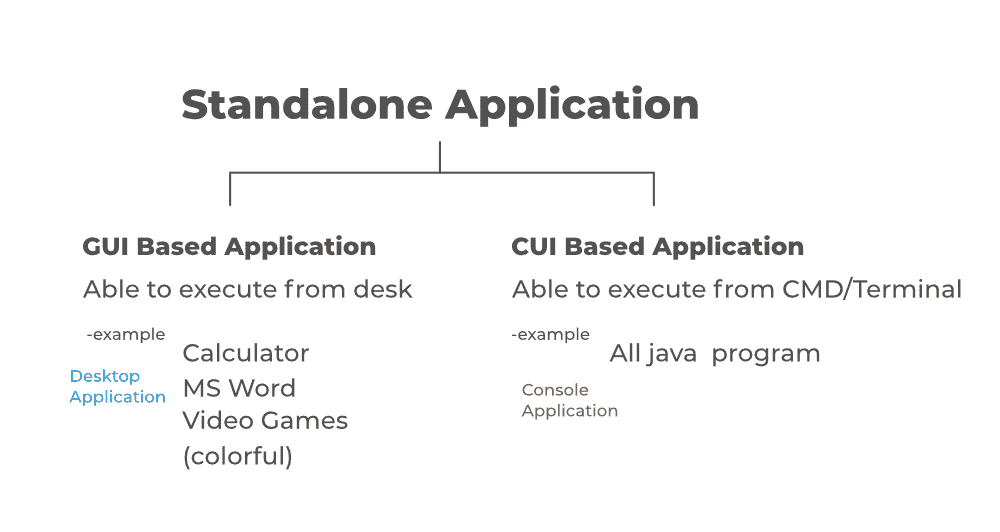 Standalone Application
GUI Based Application
Able to execute from desk
-example
Calculator
Desktop
Application
MS Word
Video Games
(colorful)
CUI Based Application
Able to execute from CMD/Terminal
-example
All java program
Console
Application